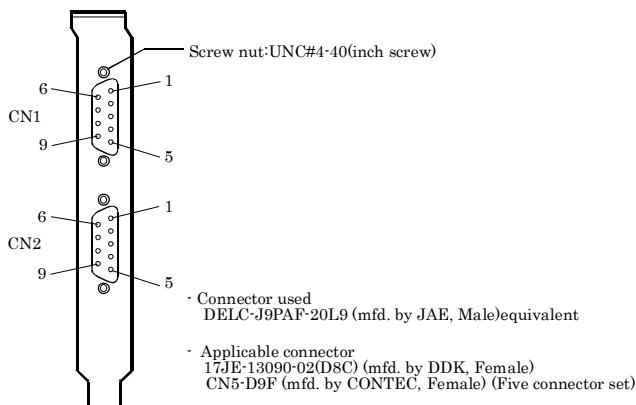 Screw nut:UNC#4-40(inch screw)
1
6
CN1
9
5
1
6
CN2
9
5
- Connector used
DELC-J9PAF-20L9 (mfd. by JAE, Male)equivalent
- Applicable connector
17JE-13090-02(D8C) (mfd. by DDK, Female)
CN5-D9F (mfd. by CONTEC, Female) (Five connector set)